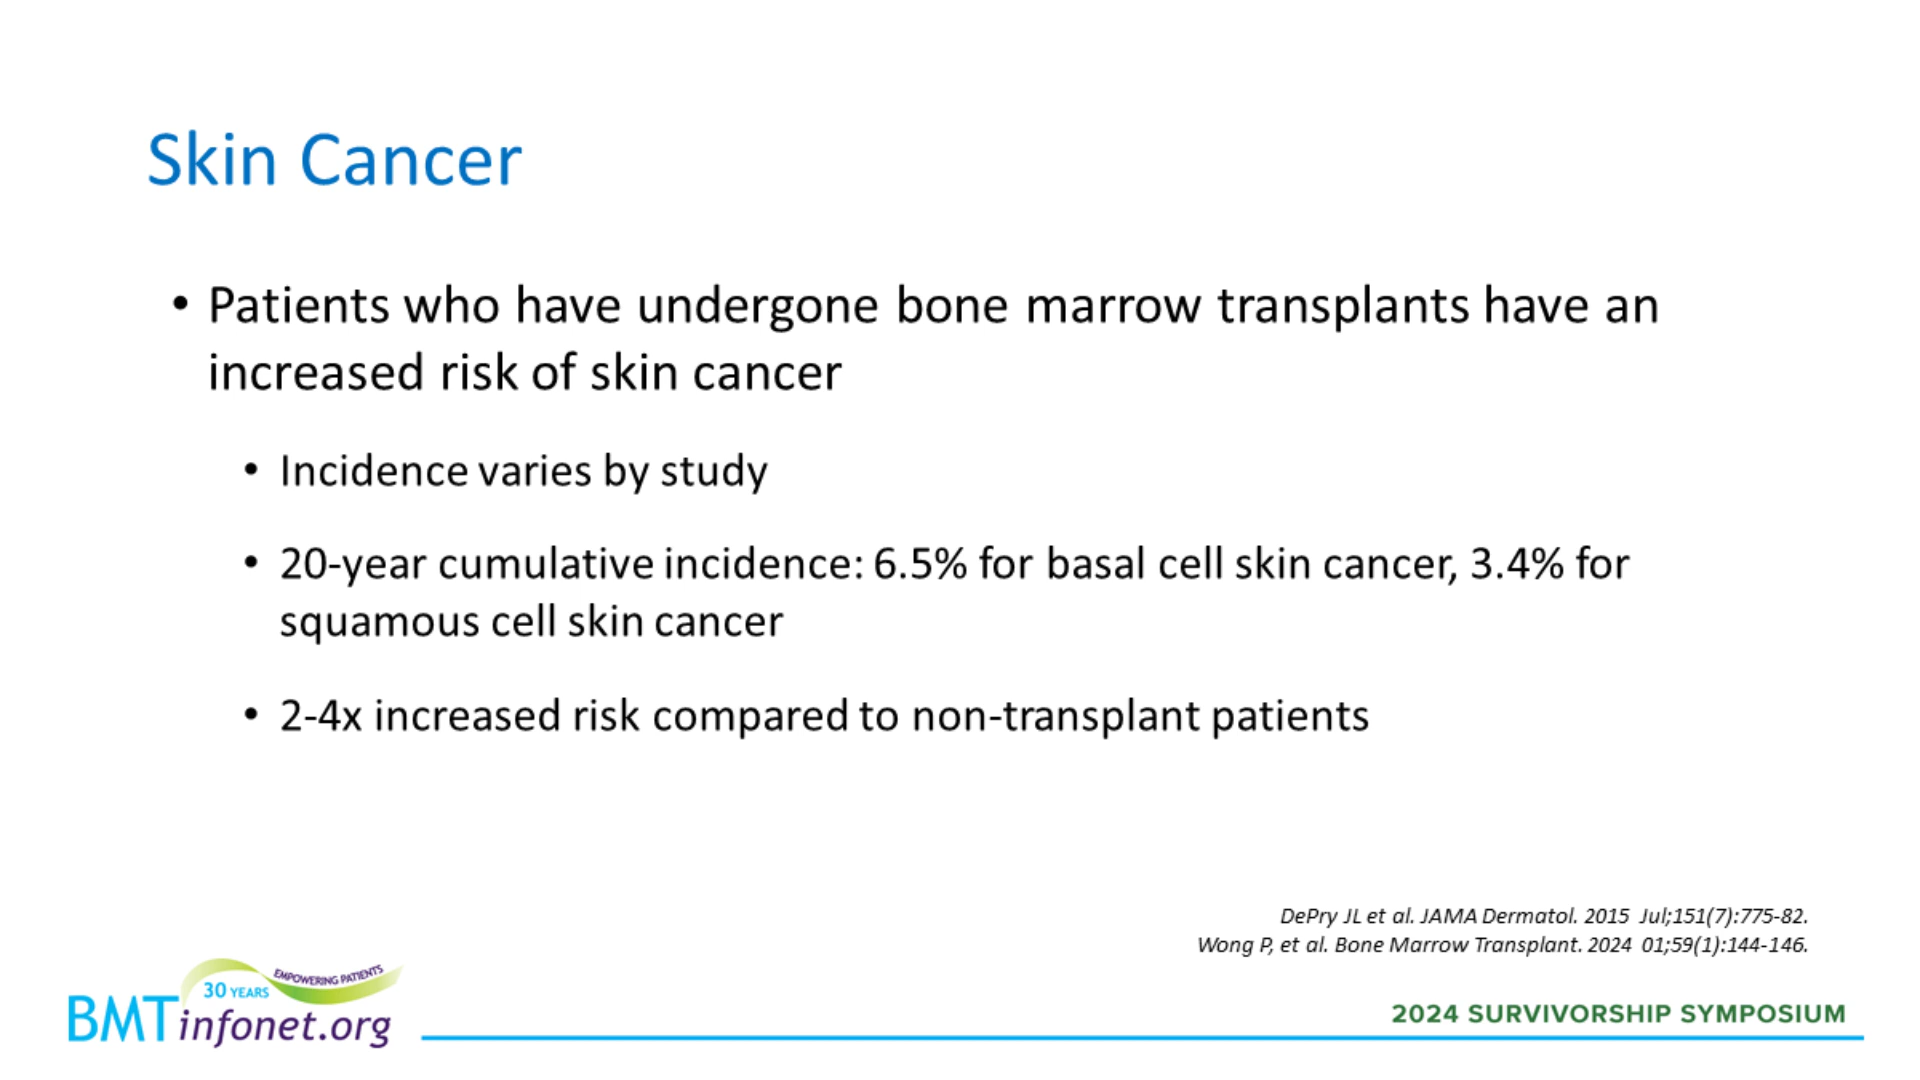 Skin Cancer
• Patients who have undergone bone marrow transplants have an
increased risk of skin cancer
• Incidence varies by study
• 20-year cumulative incidence: 6.5% for basal cell skin cancer, 3.4% for
squamous cell skin cancer
• 2-4x increased risk compared to non-transplant patients
DePry JL et al. JAMA Dermatol. 2015 Jul;151(7):775-82.
Wong P, et al. Bone Marrow Transplant. 2024 01;59(1):144-146.
EMPOWERING PATIENTS
30 YEARS
BMTinfonet.org
2024 SURVIVORSHIP SYMPOSIUM